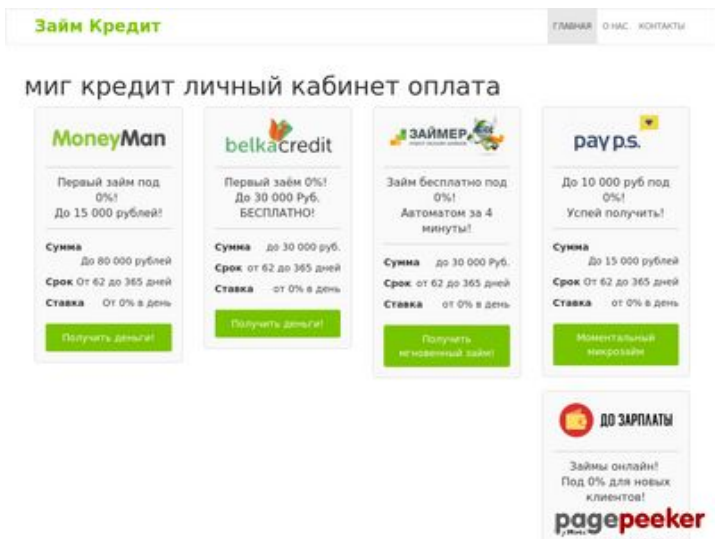 Займ Кредит
ГЛАВНАЯ О НАС КОНТАКТЫ
миг кредит личный кабинет оплата
MoneyMan
Первый займ под
0%!
До 15 000 рублей!
Сумма
До 80 000 рублей
Срок От 62 до 365 дней
Ставка От 0% в день
Получить деньги!
belkacredit
Первый заём 0%!
До 30 000 Руб.
БЕСПЛАТНО!
Сумма до 30 000 руб.
Срок от 62 до 365 дней
Ставка от 0% в день
Получить деньги!
ЗАЙМЕР
Займ бесплатно под
0%!
Автоматом за 4
минуты!
Сумма до 30 000 Руб.
Срок от 62 до 365 дней
Ставка от 0% в день
Получить
мгновенный займ!
pay p.s.
До 10 000 руб под
0%!
Успей получить!
Сумма
До 15 000 рублей
Срок От 62 до 365 дней
Ставка от 0% в день
Моментальный
микрозайм
ДО ЗАРПЛАТЫ
Займы онлайн!
Под 0% для новых
клиентов!
pagepeeker